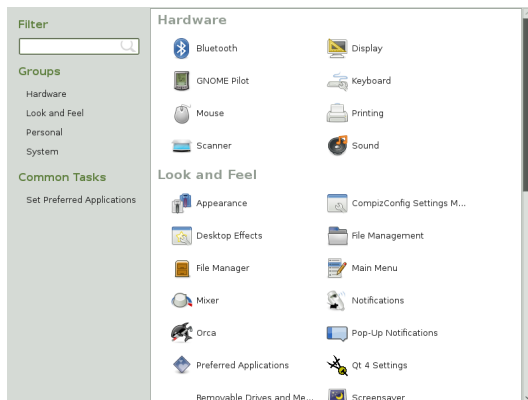 Filter
Groups
Hardware
Look and Feel
Personal
System
Common Tasks
Set Preferred Applications
Hardware
Bluetooth
Display
GNOME Pilot
Keyboard
Mouse
Printing
Scanner
Sound
Look and Feel
Appearance
CompizConfig Settings M...
Desktop Effects
File Management
File Manager
Main Menu
Mixer
Notifications
Orca
Pop-Up Notifications
Preferred Applications
Qt 4 Settings
Removable Drives and Me...
Screensaver